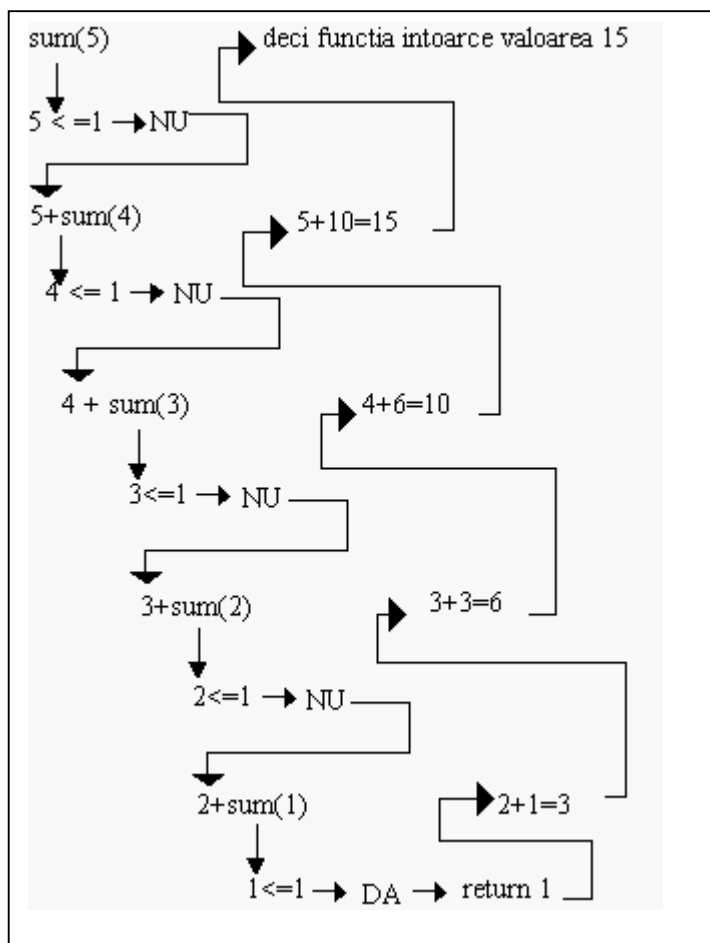 sum(5)
deci functia intoarce valoarea 15
5 < =1 NU
5+sum(4)
5+10=15
4 <= 1 NU
4 + sum(3)
4+6=10
3<=1 NU
3+sum(2)
3+3=6
2<=1 NU
2+sum(1)
2+1=3
1<=1 DA return 1